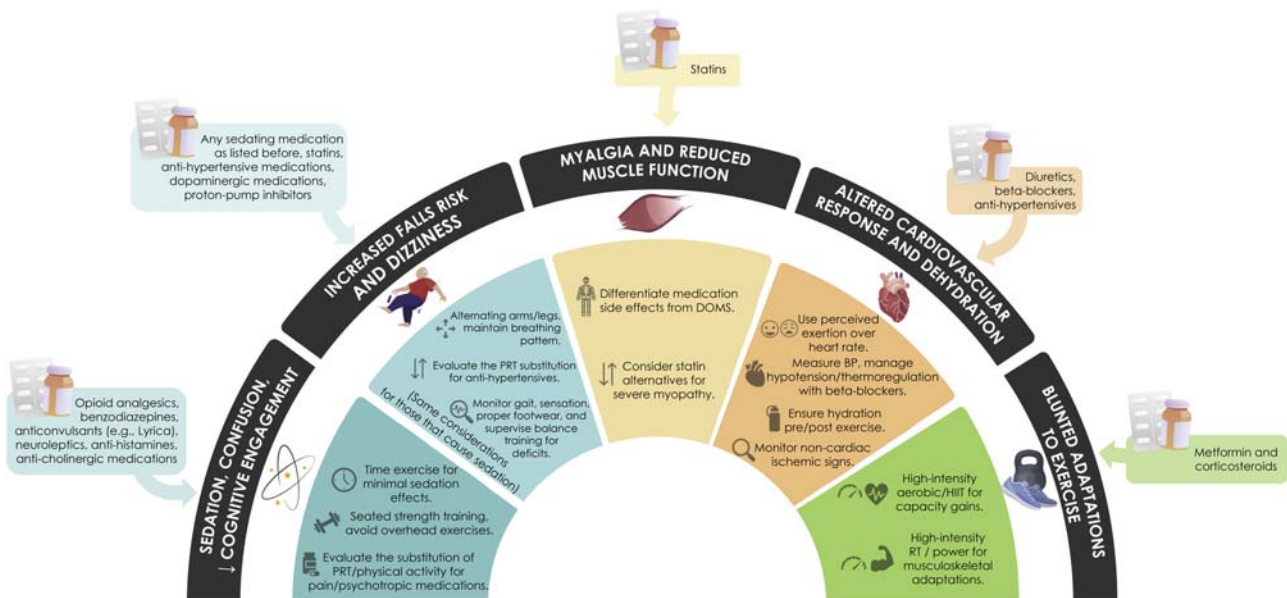 Statins
MYALGIA AND REDUCED
MUSCLE FUNCTION
Any sedating medication
as listed before, statins,
anti-hypertensive medications,
dopaminergic medications,
proton-pump inhibitors
INCREASED FALLS RISK
AND DIZZINESS
Diuretics,
beta-blockers,
anti-hypertensives
ALTERED CARDIOVASCULAR
RESPONSE AND DEHYDRATION
Opioid analgesics,
benzodiazepines,
anticonvulsants (e.g., Lyrica),
neuroleptics, anti-histamines,
anti-cholinergic medications
SEDATION, CONFUSION,
↓ COGNITIVE ENGAGEMENT
Metformin and
corticosteroids
BLUNTED ADAPTATIONS
TO EXERCISE
Time exercise for
minimal sedation
effects.
Seated strength training,
avoid overhead exercises.
Evaluate the substitution of
PRT/physical activity for
pain/psychotropic medications.
Alternating arms/legs,
maintain breathing
pattern.
Evaluate the PRT substitution
for anti-hypertensives.
Monitor gait, sensation,
proper footwear, and
supervise balance
training for
deficits.
(Same considerations
for those that cause sedation)
Differentiate medication
side effects from DOMS.
Consider statin
alternatives for
severe myopathy.
Use perceived
exertion over
heart rate.
Measure BP, manage
hypotension/thermoregulation
with beta-blockers.
Ensure hydration
pre/post exercise.
Monitor non-cardiac
ischemic signs.
High-intensity
aerobic/HIIT for
capacity gains.
High-intensity
RT / power for
musculoskeletal
adaptations.